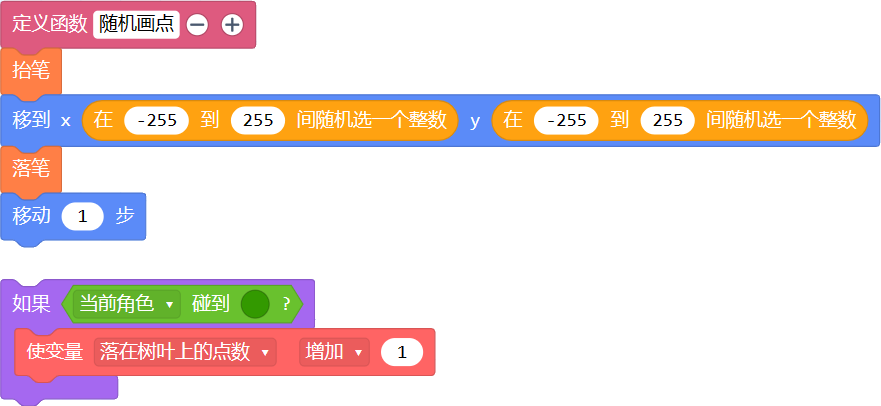 定义函数 随机画点 − +
抬笔
移到 x 在 -255 到 255 间随机选一个整数 y 在 -255 到 255 间随机选一个整数
落笔
移动 1 步
如果 当前角色 ▾ 碰到 ?
使变量 落在树叶上的点数 ▾ 增加 ▾ 1